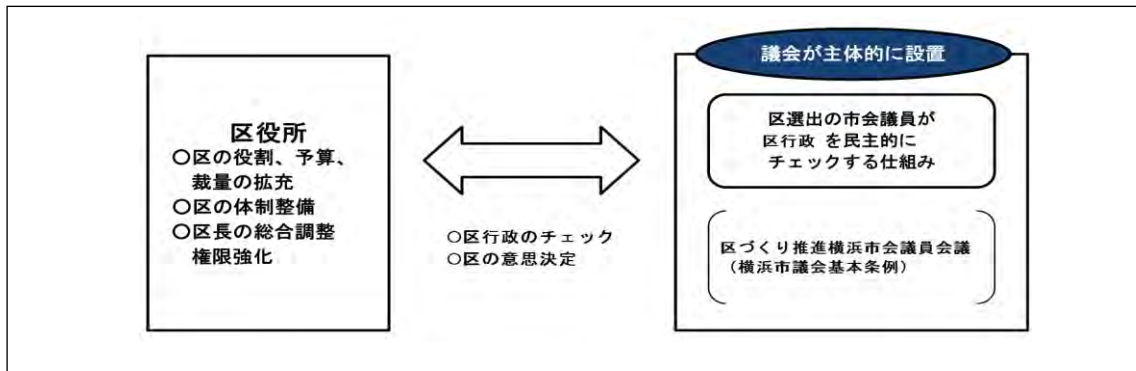 区役所
○区の役割、予算、
裁量の拡充
○区の体制整備
○区長の総合調整
権限強化
○区行政のチェック
○区の意思決定
議会が主体的に設置
区選出の市会議員が
区行政 を民主的に
チェックする仕組み
区づくり推進横浜市会議員会議
(横浜市議会基本条例)